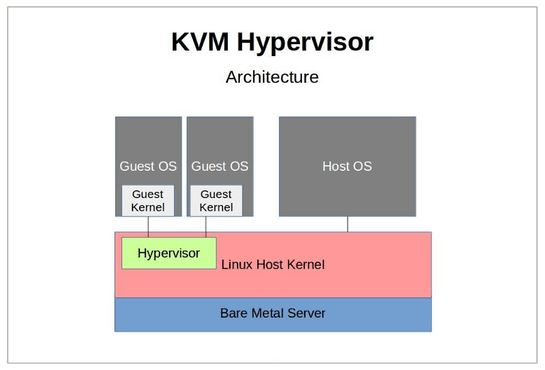 KVM Hypervisor
Architecture
Guest OS
Guest OS
Host OS
Guest
Kernel
Guest
Kernel
Hypervisor
Linux Host Kernel
Bare Metal Server